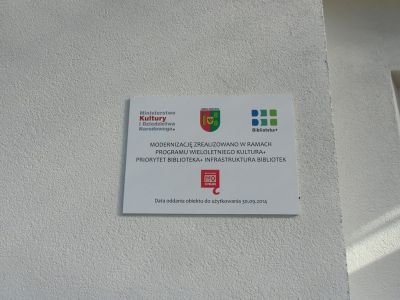 Ministerstwo
Kultury
i Dziedzictwa
Narodowego.
Biblioteka+
MODERNIZACJĘ ZREALIZOWANO W RAMACH
PROGRAMU WIELOLETNIEGO KULTURA+
PRIORYTET BIBLIOTEKA+ INFRASTRUKTURA BIBLIOTEK
Data oddania obiektu do użytkowania 30.09.2014